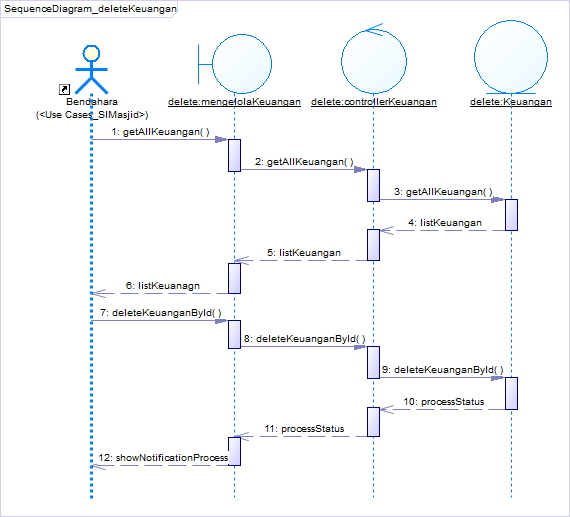 SequenceDiagram_deleteKeuangan
Bendahara
(<Use Cases_SIMasjid>)
delete:mengelolaKeuangan
delete:controllerKeuangan
delete:Keuangan
1: getAllKeuangan( )
2: getAllKeuangan( )
3: getAllKeuangan( )
4: listKeuangan
5: listKeuangan
6: listKeuanagn
7: deleteKeuanganById( )
8: deleteKeuanganById( )
9: deleteKeuanganById( )
10: processStatus
11: processStatus
12: showNotificationProcess